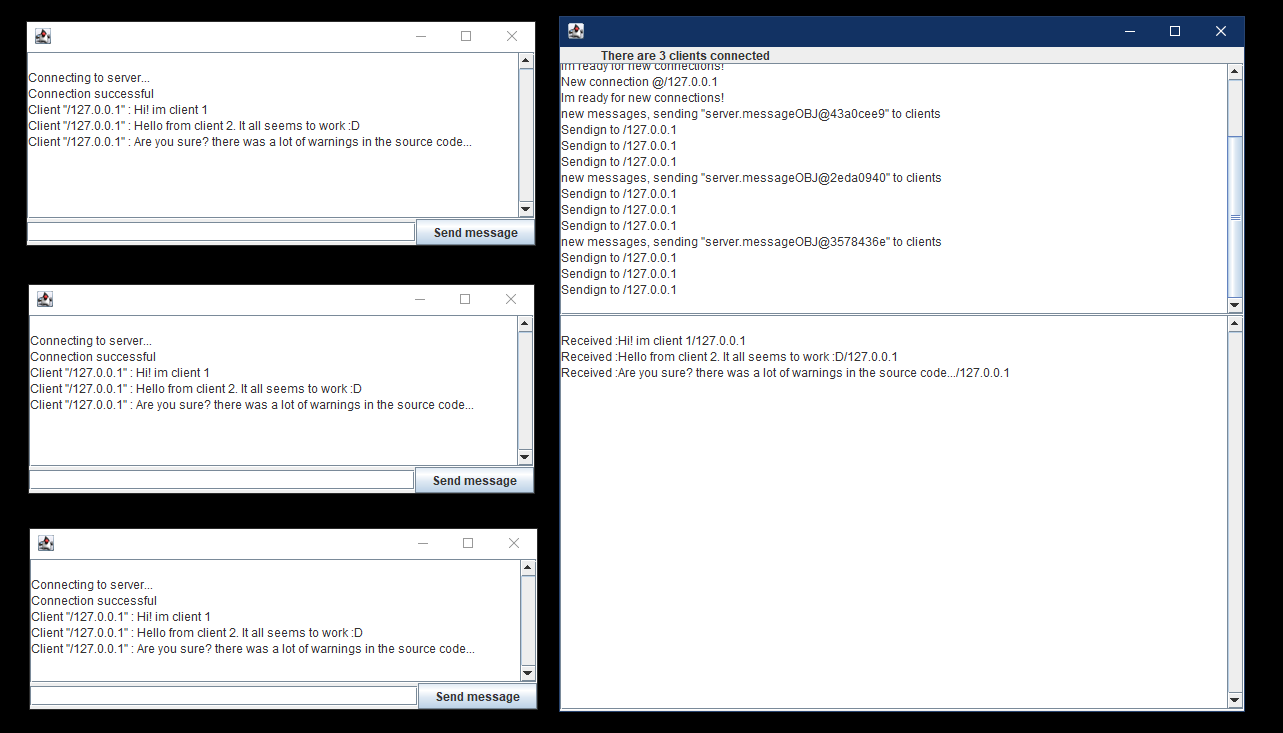 Connecting to server...
Connection successful
Client "/127.0.0.1" : Hi! im client 1
Client "/127.0.0.1" : Hello from client 2. It all seems to work :D
Client "/127.0.0.1" : Are you sure? there was a lot of warnings in the source code...
Send message
Connecting to server...
Connection successful
Client "/127.0.0.1" : Hi! im client 1
Client "/127.0.0.1" : Hello from client 2. It all seems to work :D
Client "/127.0.0.1" : Are you sure? there was a lot of warnings in the source code...
Send message
Connecting to server...
Connection successful
Client "/127.0.0.1" : Hi! im client 1
Client "/127.0.0.1" : Hello from client 2. It all seems to work :D
Client "/127.0.0.1" : Are you sure? there was a lot of warnings in the source code...
Send message
There are 3 clients connected
Im ready for new connections!
New connection @/127.0.0.1
Im ready for new connections!
new messages, sending "server.messageOBJ@43a0cee9" to clients
Sendign to /127.0.0.1
Sendign to /127.0.0.1
Sendign to /127.0.0.1
new messages, sending "server.messageOBJ@2eda0940" to clients
Sendign to /127.0.0.1
Sendign to /127.0.0.1
Sendign to /127.0.0.1
new messages, sending "server.messageOBJ@3578436e" to clients
Sendign to /127.0.0.1
Sendign to /127.0.0.1
Sendign to /127.0.0.1
Received :Hi! im client 1/127.0.0.1
Received :Hello from client 2. It all seems to work :D/127.0.0.1
Received :Are you sure? there was a lot of warnings in the source code.../127.0.0.1